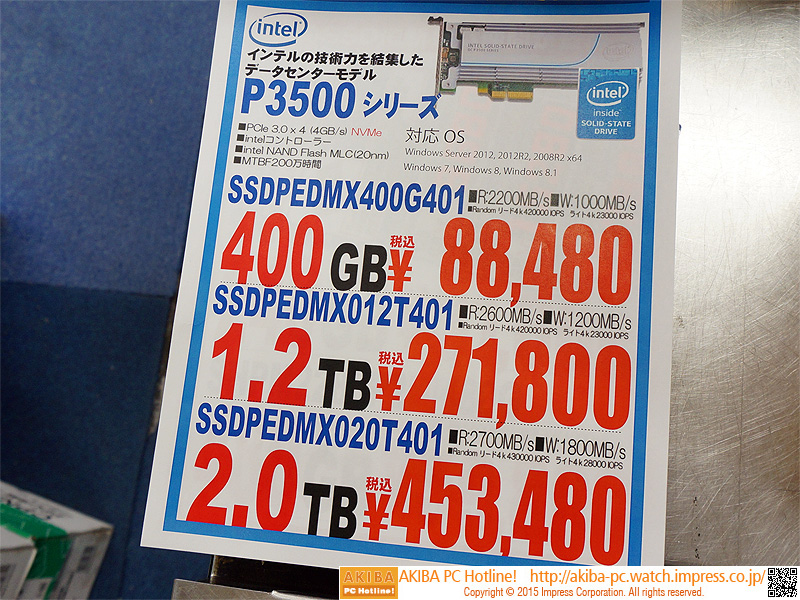 intel
インテルの技術力を結集した
データセンターモデル
P3500 シリーズ
INTEL SOLID-STATE DRIVE
intel
inside
SOLID-STATE
DRIVE
■PCIe 3.0 x 4 (4GB/s) NVMe
■intelコントローラー
■intel NAND Flash MLC(20nm)
■MTBF200万時間
対応 OS
Windows Server 2012, 2012R2, 2008R2 x64
Windows 7, Windows 8, Windows 8.1
SSDPEDMX400G401 ■R:2200MB/s■W:1000MB/s
■Random リード4k 420000 IOPS ライト4k 23000 IOPS
400 GB 税込 ¥ 88,480
SSDPEDMX012T401 ■R:2600MB/s■W:1200MB/s
■Random リード4k 420000 IOPS ライト4k 23000 IOPS
1.2 TB 税込 ¥271,800
SSDPEDMX020T401 ■R:2700MB/s■W:1800MB/s
■Random リード4k 430000 IOPS ライト4k 28000 IOPS
2.0 TB 税込 ¥453,480
AKIBA
PC Hotline!
AKIBA PC Hotline! http://akiba-pc.watch.impress.co.jp/
Copyright © 2015 Impress Corporation. All rights reserved.